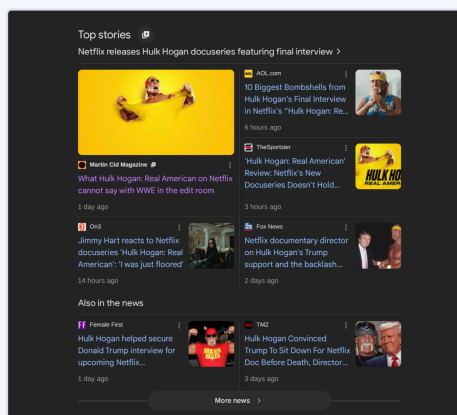 Top stories
Netflix releases Hulk Hogan docuseries featuring final interview >
Martin Cid Magazine
What Hulk Hogan: Real American on Netflix
cannot say with WWE in the edit room
1 day ago
AOL.com
10 Biggest Bombshells from
Hulk Hogan's Final Interview
in Netflix's "Hulk Hogan: Re...
6 hours ago
TheSportster
'Hulk Hogan: Real American'
Review: Netflix's New
Docuseries Doesn't Hold...
3 hours ago
HULK HO
REAL AMER
On3
Jimmy Hart reacts to Netflix
docuseries 'Hulk Hogan: Real
American': 'I was just floored'
14 hours ago
Fox News
Netflix documentary director
on Hulk Hogan's Trump
support and the backlash...
2 days ago
Also in the news
FF Female First
Hulk Hogan helped secure
Donald Trump interview for
upcoming Netflix...
1 day ago
TMZ
Hulk Hogan Convinced
Trump To Sit Down For Netflix
Doc Before Death, Director...
3 days ago
More news >